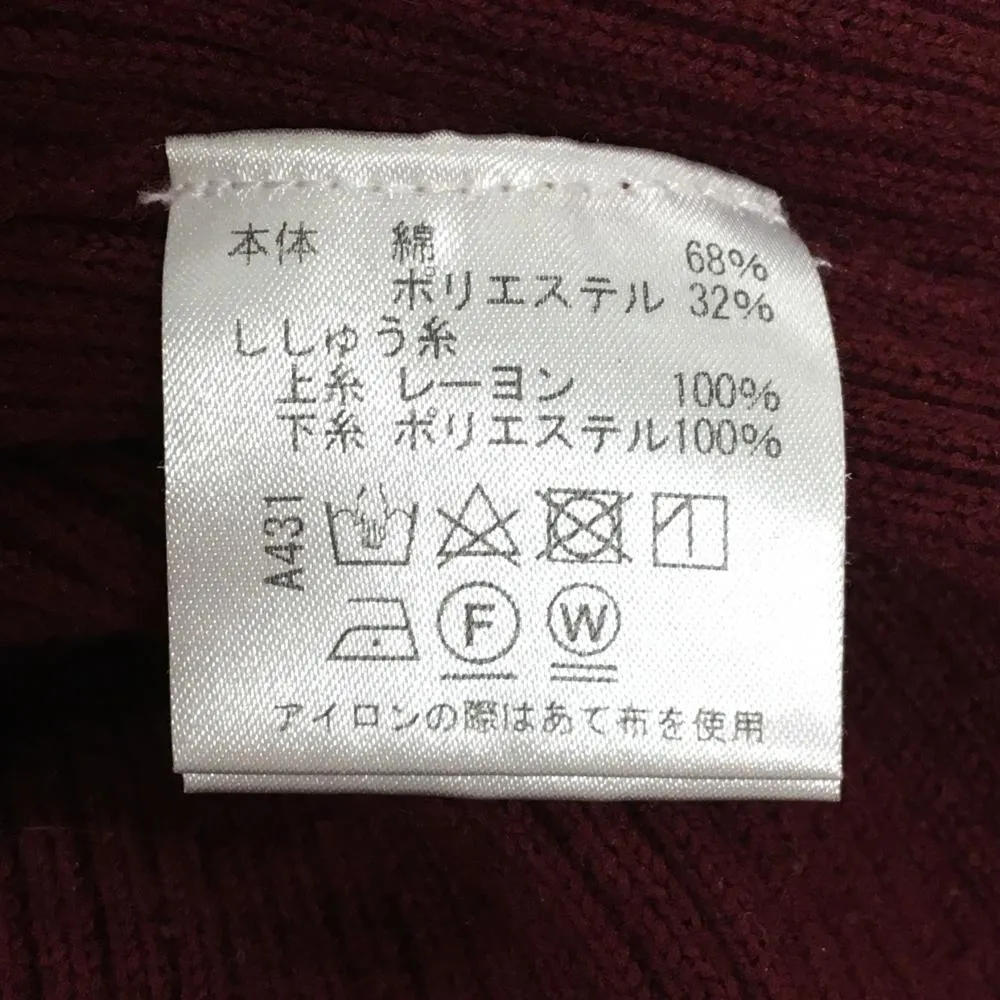 本体 綿 68%
ポリエステル 32%
ししゅう糸
上糸 レーヨン 100%
下糸 ポリエステル100%
A431
F W
アイロンの際はあて布を使用